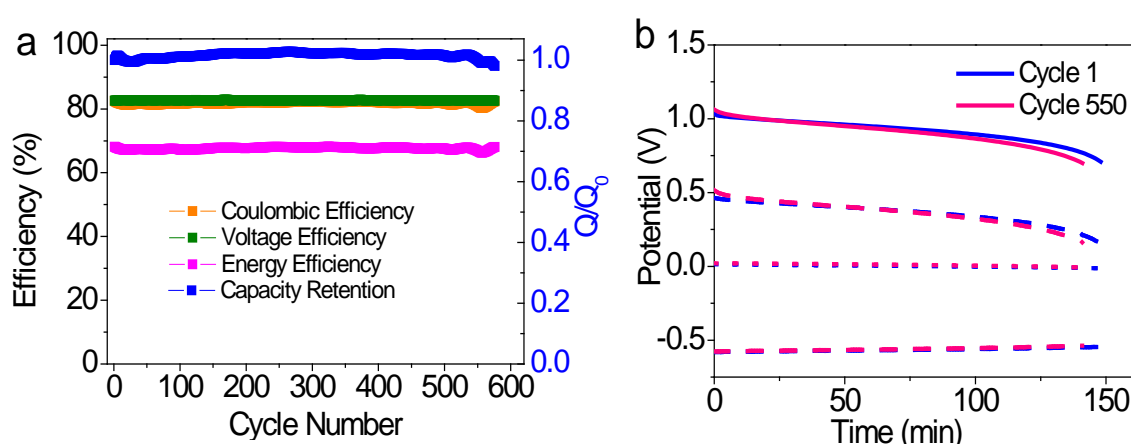 a
100
80
60
40
20
0
Efficiency (%)
0 100 200 300 400 500 600
Cycle Number
1.0
0.8
0.6
0.4
0.2
0.0
Q/Q0
Coulombic Efficiency
Voltage Efficiency
Energy Efficiency
Capacity Retention
b
1.5
1.0
0.5
0.0
-0.5
Potential (V)
0 50 100 150
Time (min)
Cycle 1
Cycle 550